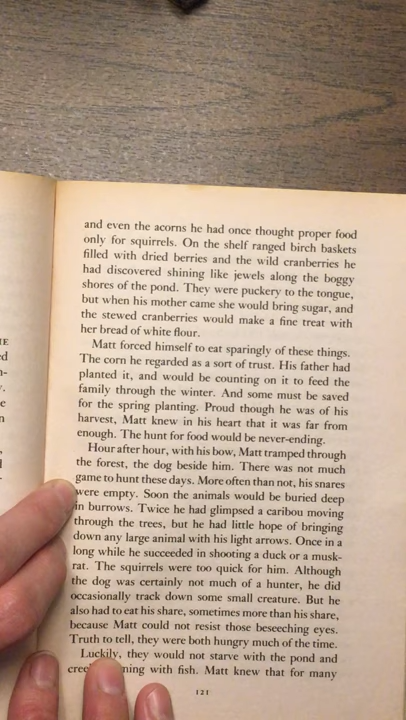 and even the acorns he had once thought proper food
only for squirrels. On the shelf ranged birch baskets
filled with dried berries and the wild cranberries he
had discovered shining like jewels along the boggy
shores of the pond. They were puckery to the tongue,
but when his mother came she would bring sugar, and
the stewed cranberries would make a fine treat with
her bread of white flour.
Matt forced himself to eat sparingly of these things.
The corn he regarded as a sort of trust. His father had
planted it, and would be counting on it to feed the
family through the winter. And some must be saved
for the spring planting. Proud though he was of his
harvest, Matt knew in his heart that it was far from
enough. The hunt for food would be never-ending.
Hour after hour, with his bow, Matt tramped through
the forest, the dog beside him. There was not much
game to hunt these days. More often than not, his snares
were empty. Soon the animals would be buried deep
in burrows. Twice he had glimpsed a caribou moving
through the trees, but he had little hope of bringing
down any large animal with his light arrows. Once in a
long while he succeeded in shooting a duck or a musk-
rat. The squirrels were too quick for him. Although
the dog was certainly not much of a hunter, he did
occasionally track down some small creature. But he
also had to eat his share, sometimes more than his share,
because Matt could not resist those beseeching eyes.
Truth to tell, they were both hungry much of the time.
Luckily, they would not starve with the pond and
with fish. Matt knew that for many
121